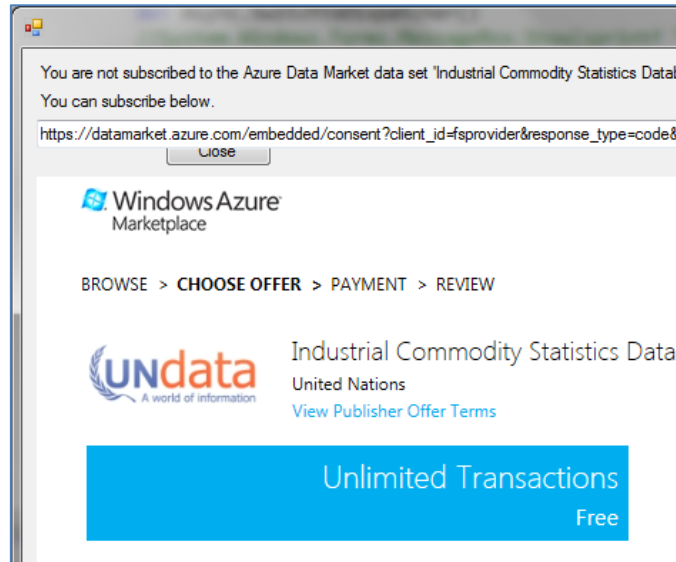 You are not subscribed to the Azure Data Market data set 'Industrial Commodity Statistics Datab
You can subscribe below.
https://datamarket.azure.com/embedded/consent?client_id=fsprovider&response_type=code&
Close
Windows Azure
Marketplace
BROWSE > CHOOSE OFFER > PAYMENT > REVIEW
UNdata
A world of information
Industrial Commodity Statistics Data
United Nations
View Publisher Offer Terms
Unlimited Transactions
Free